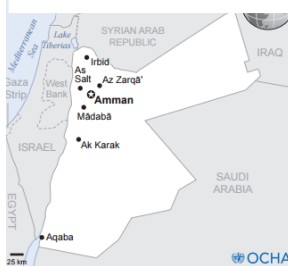 Mediterranean
Sea
Lake
Tiberias
SYRIAN ARAB
REPUBLIC
IRAQ
Irbid
As
Salt
Az Zarqā'
Gaza
Strip
West
Bank
Amman
Mādabā
ISRAEL
Ak Karak
SAUDI
ARABIA
EGYPT
Aqaba
25 km
OCHA